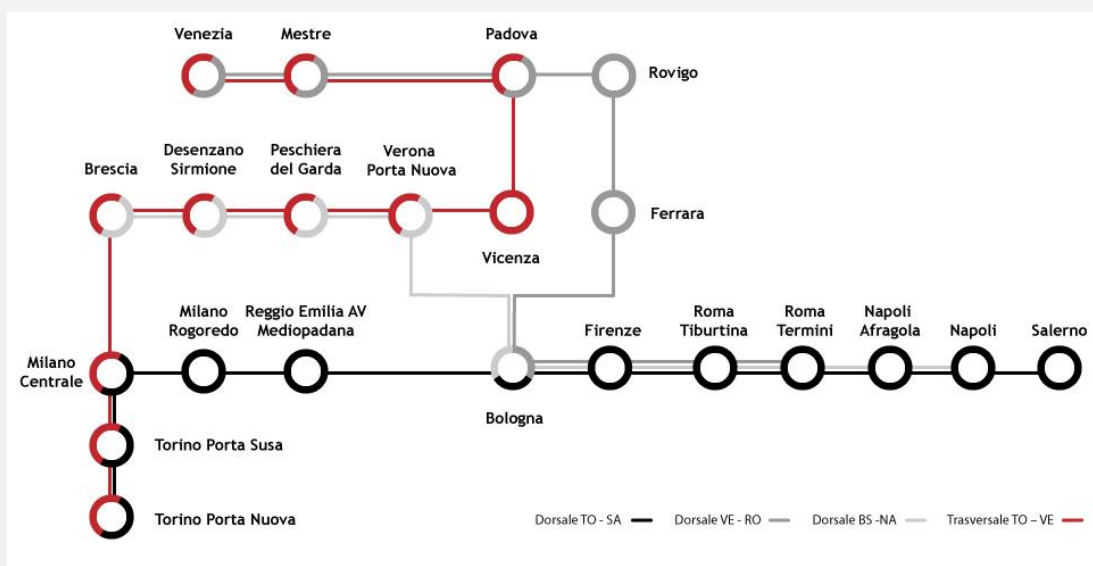 Venezia
Mestre
Padova
Rovigo
Brescia
Desenzano
Sirmione
Peschiera
del Garda
Verona
Porta Nuova
Vicenza
Ferrara
Milano
Centrale
Milano
Rogoredo
Reggio Emilia AV
Mediopadana
Bologna
Firenze
Roma
Tiburtina
Roma
Termini
Napoli
Afragola
Napoli
Salerno
Torino Porta Susa
Torino Porta Nuova
Dorsale TO - SA
Dorsale VE - RO
Dorsale BS -NA
Trasversale TO – VE